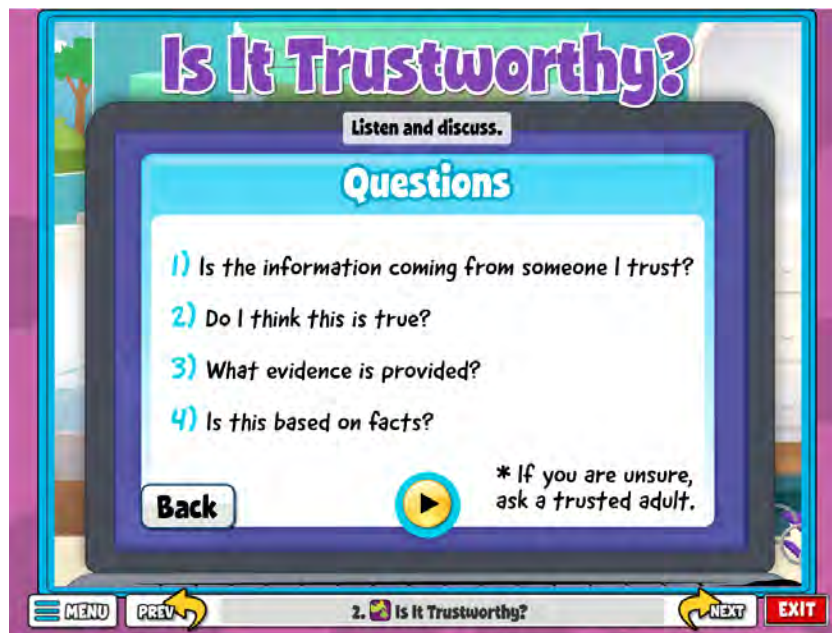 Is It Trustworthy?
Listen and discuss.
Questions
1) Is the information coming from someone I trust?
2) Do I think this is true?
3) What evidence is provided?
4) Is this based on facts?
* If you are unsure,
ask a trusted adult.
Back
MENU
PREV
2. Is It Trustworthy?
NEXT
EXIT